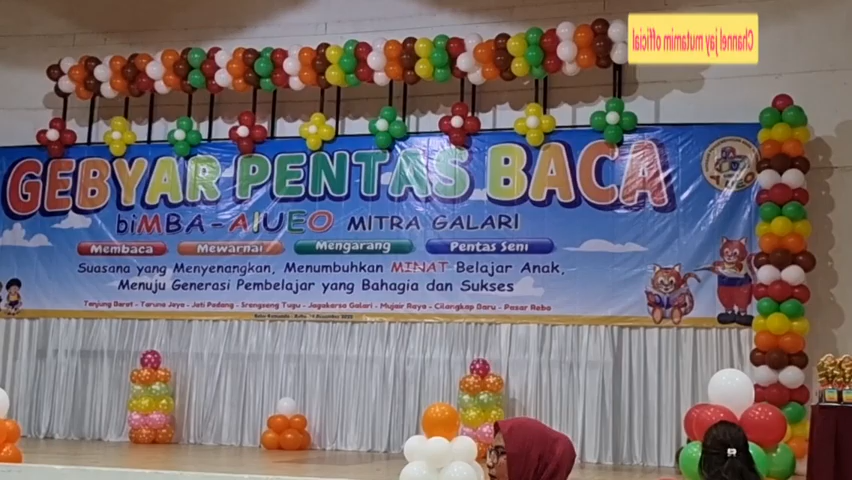 Channel jay mutamim official
GEBYAR PENTAS BACA
biMBA-AIUEO MITRA GALARI
Membaca Mewarnai Mengarang Pentas Seni
Suasana yang Menyenangkan, Menumbuhkan MINAT Belajar Anak,
Menuju Generasi Pembelajar yang Bahagia dan Sukses
Tanjung Barat - Taruna Jaya - Jati Padang - Srengseng Tugu - Jagakarsa Galari - Mujair Raya - Cilangkap Baru - Pasar Rebo